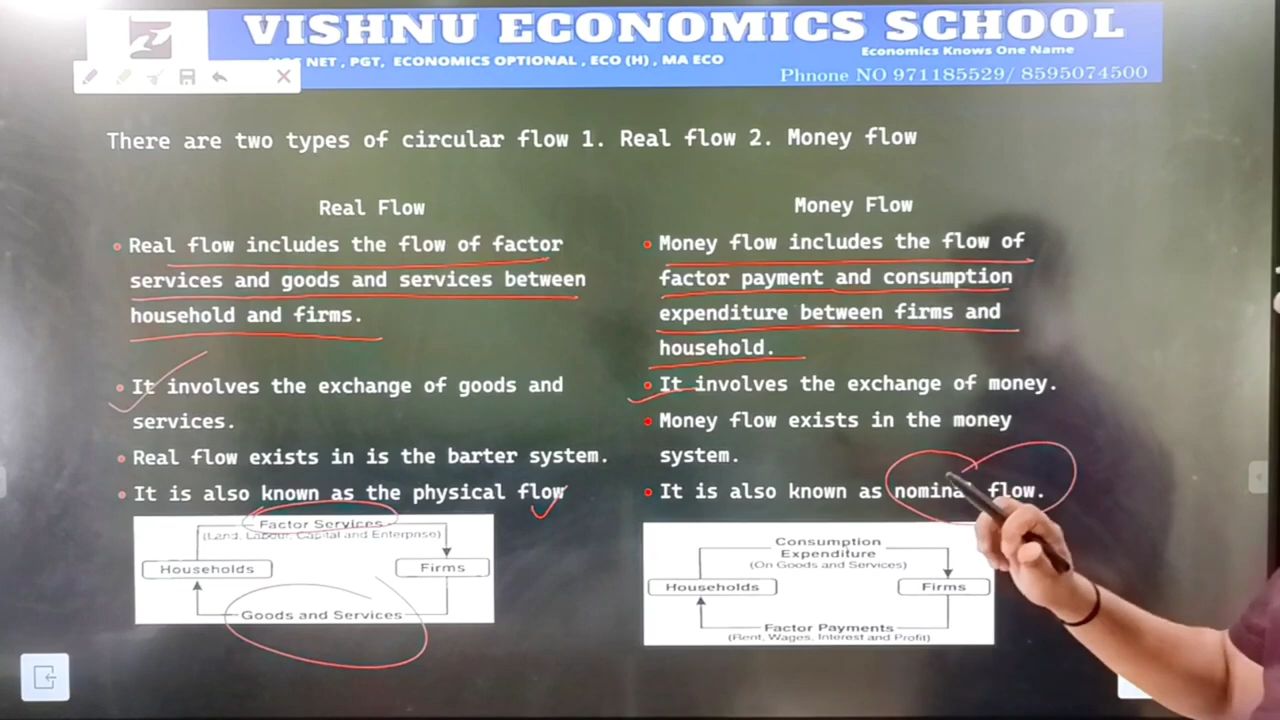 VISHNU ECONOMICS SCHOOL
Economics Knows One Name
NET , PGT, ECONOMICS OPTIONAL , ECO (H) , MA ECO
Phnone NO 971185529/ 8595074500
There are two types of circular flow 1. Real flow 2. Money flow
Real Flow
Real flow includes the flow of factor
services and goods and services between
household and firms.
It involves the exchange of goods and
services.
Real flow exists in is the barter system.
It is also known as the physical flow
Factor Services
(Land, Labour, Capital and Enterprise)
Households
Firms
Goods and Services
Money Flow
Money flow includes the flow of
factor payment and consumption
expenditure between firms and
household.
It involves the exchange of money.
Money flow exists in the money
system.
It is also known as nominal flow.
Consumption
Expenditure
(On Goods and Services)
Households
Firms
Factor Payments
(Rent, Wages, Interest and Profit)